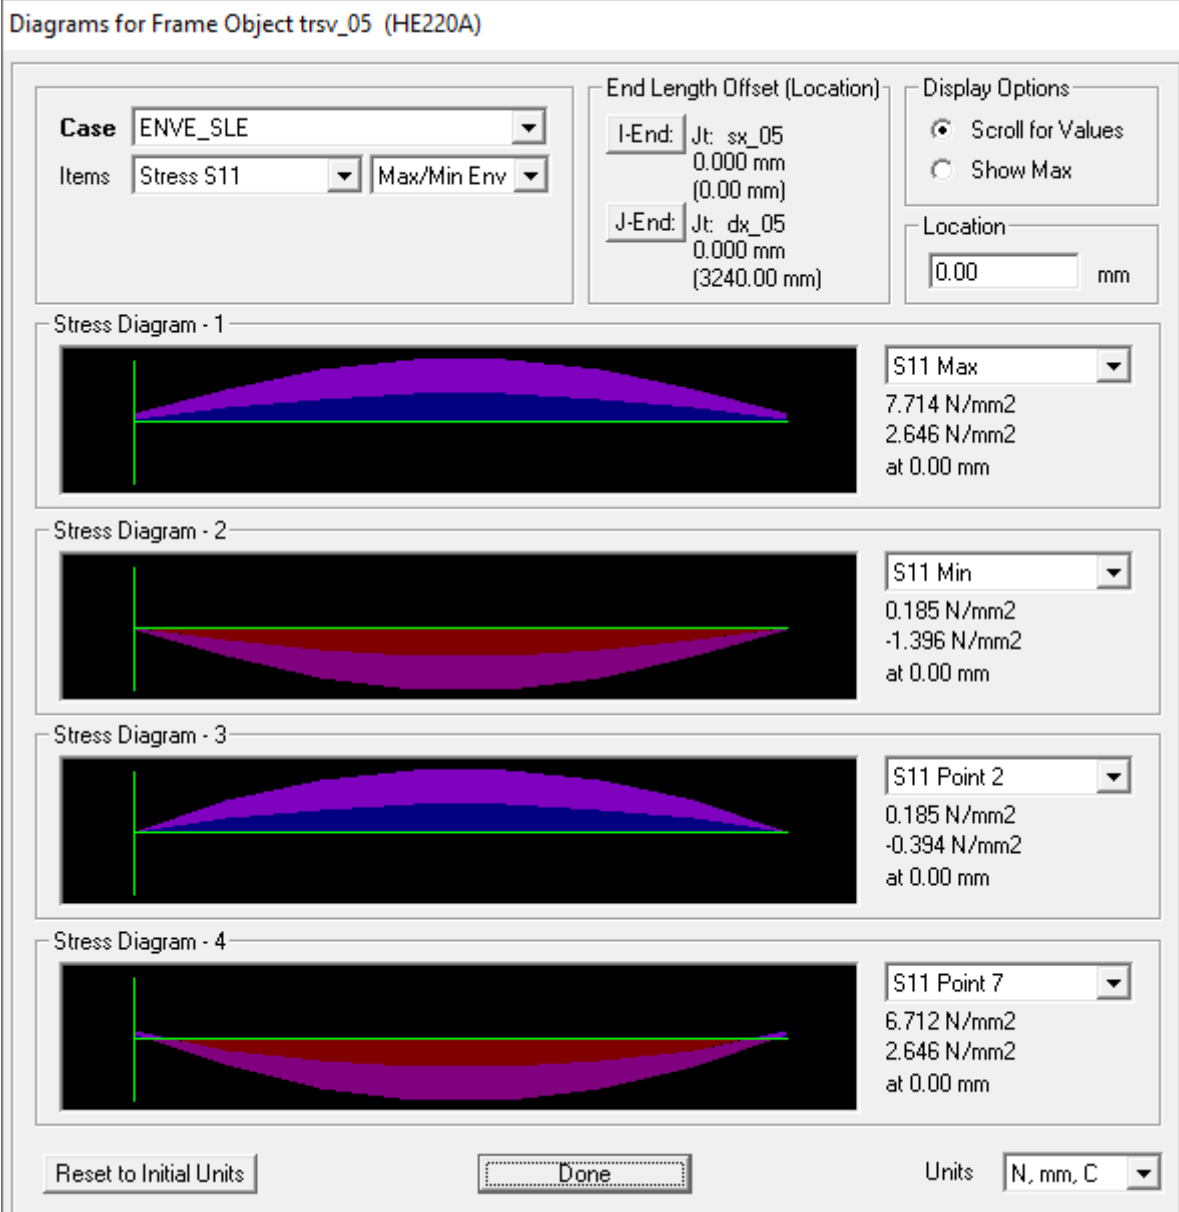 Diagrams for Frame Object trsv_05 (HE220A)
Case ENVE_SLE
Items Stress S11 Max/Min Env
End Length Offset (Location)
I-End: Jt: sx_05
0.000 mm
(0.00 mm)
J-End: Jt: dx_05
0.000 mm
(3240.00 mm)
Display Options
Scroll for Values
Show Max
Location
0.00 mm
Stress Diagram - 1
S11 Max
7.714 N/mm2
2.646 N/mm2
at 0.00 mm
Stress Diagram - 2
S11 Min
0.185 N/mm2
-1.396 N/mm2
at 0.00 mm
Stress Diagram - 3
S11 Point 2
0.185 N/mm2
-0.394 N/mm2
at 0.00 mm
Stress Diagram - 4
S11 Point 7
6.712 N/mm2
2.646 N/mm2
at 0.00 mm
Reset to Initial Units
Done
Units N, mm, C